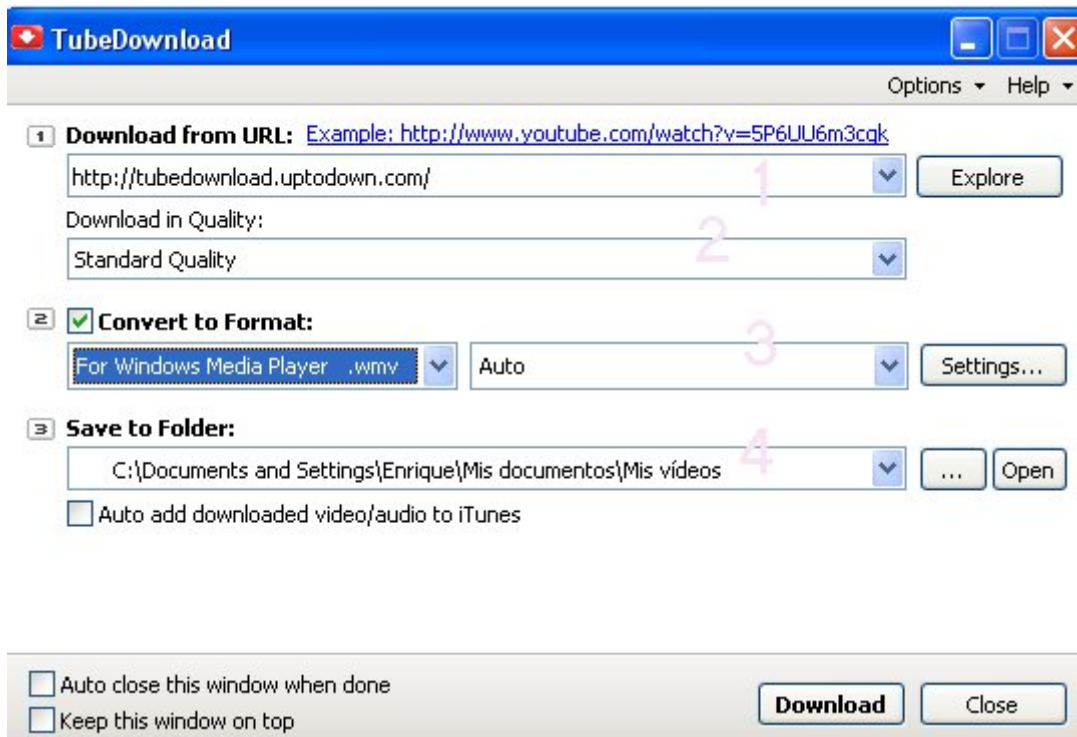 TubeDownload
Options Help
1 Download from URL: Example: http://www.youtube.com/watch?v=5P6UU6m3cqk
http://tubedownload.uptodown.com/ 1 Explore
Download in Quality:
Standard Quality 2
2 Convert to Format:
For Windows Media Player .wmv Auto 3 Settings...
3 Save to Folder:
C:\Documents and Settings\Enrique\Mis documentos\Mis vídeos 4 ... Open
Auto add downloaded video/audio to iTunes
Auto close this window when done
Keep this window on top
Download Close